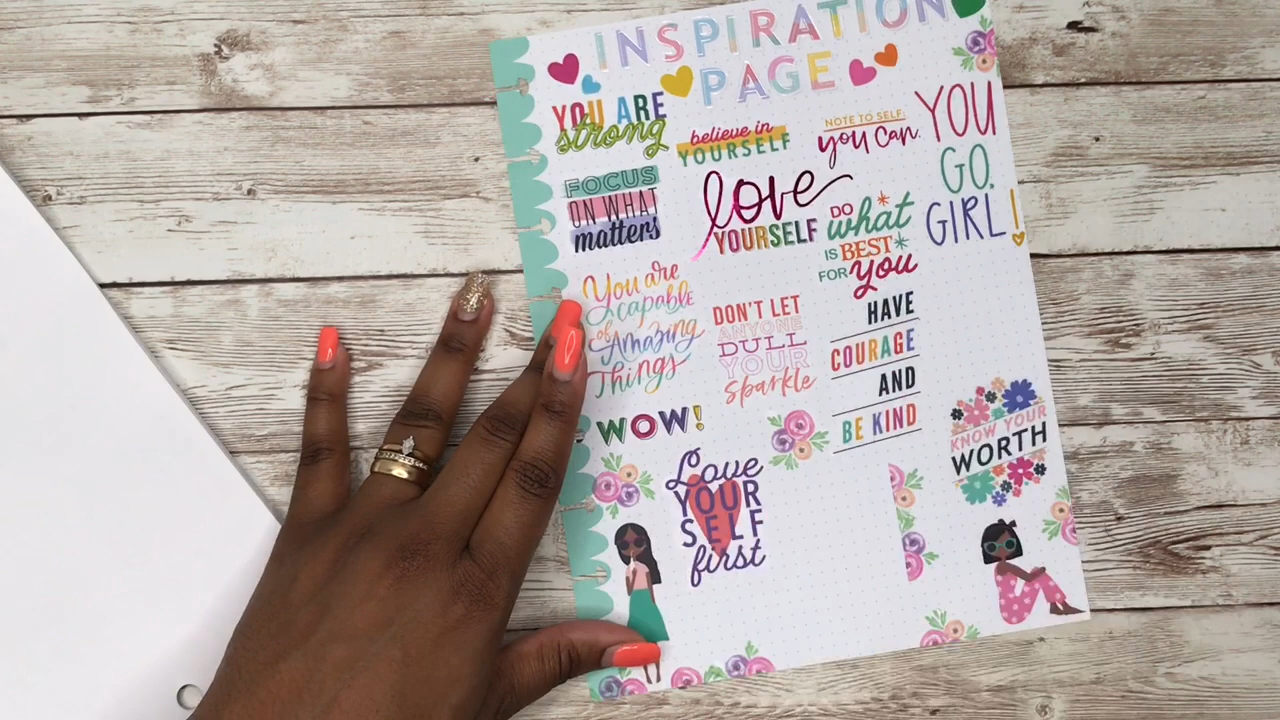 INSPIRATION
PAGE
YOU ARE
strong
believe in
YOURSELF
NOTE TO SELF:
you can.
YOU
GO,
GIRL!
FOCUS
ON WHAT
matters
love
YOURSELF
DO
what
IS BEST
FOR you
You are
capable
of Amazing
Things
DON'T LET
ANYONE
DULL
YOUR
sparkle
HAVE
COURAGE
AND
BE KIND
WOW!
Love
YOUR
SELF
first
KNOW YOUR
WORTH